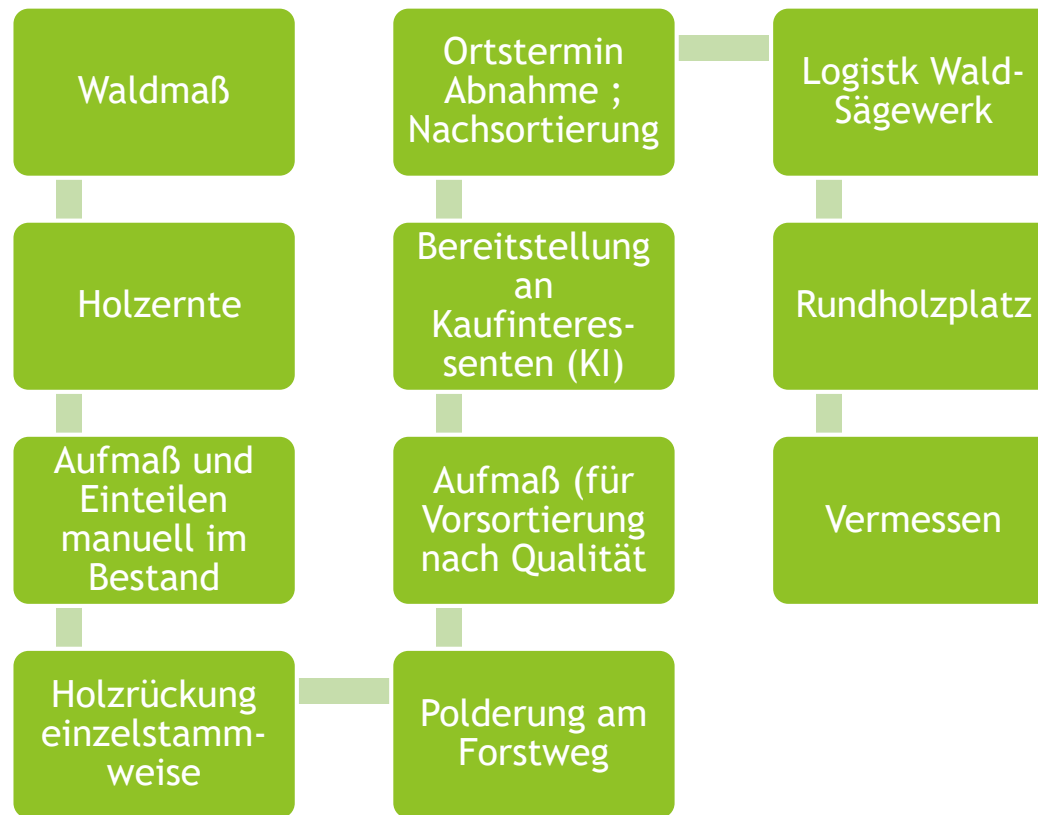 Waldmaß
Holzernte
Aufmaß und
Einteilen
manuell im
Bestand
Holzrückung
einzelstamm-
weise
Polderung am
Forstweg
Aufmaß (für
Vorsortierung
nach Qualität
Bereitstellung
an
Kaufinteres-
senten (KI)
Ortstermin
Abnahme ;
Nachsortierung
Logistk Wald-
Sägewerk
Rundholzplatz
Vermessen